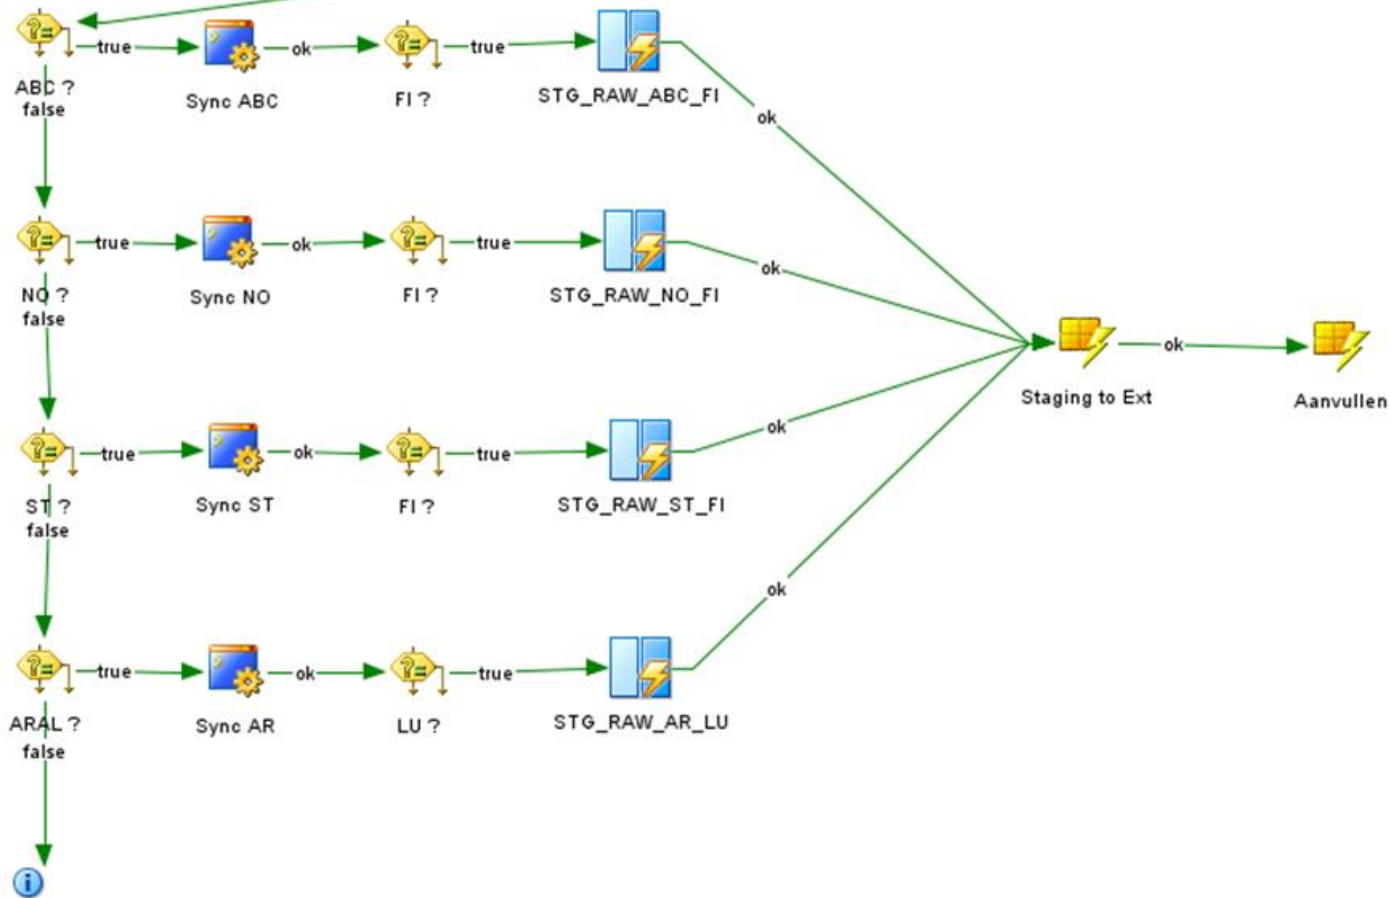 true
ok
true
ABC ?
false
Sync ABC
FI ?
STG_RAW_ABC_FI
ok
true
ok
true
ok
NO ?
false
Sync NO
FI ?
STG_RAW_NO_FI
ok
Staging to Ext
Aanvullen
true
ok
true
ok
ST ?
false
Sync ST
FI ?
STG_RAW_ST_FI
ok
true
ok
true
ARAL ?
false
Sync AR
LU ?
STG_RAW_AR_LU